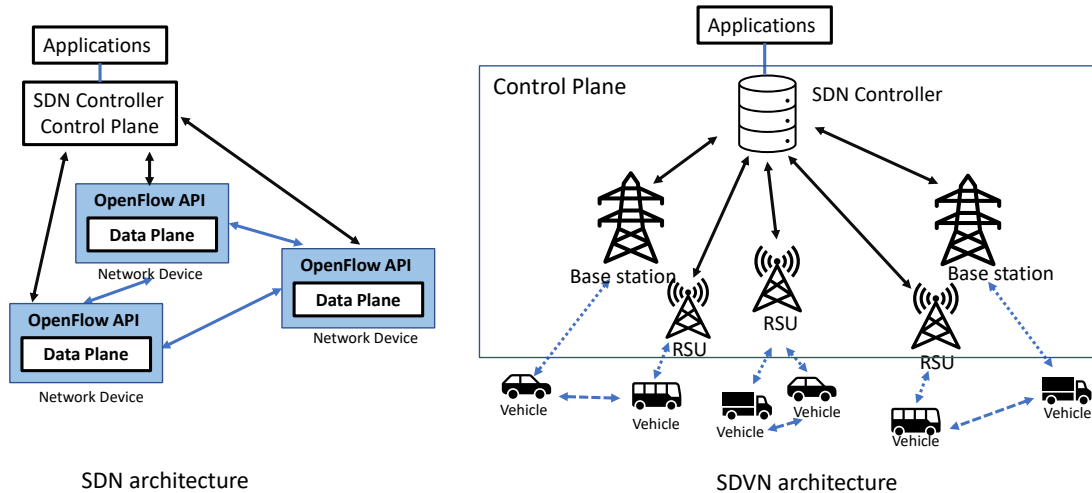 Applications
SDN Controller
Control Plane
OpenFlow API
Data Plane
Network Device
OpenFlow API
Data Plane
Network Device
OpenFlow API
Data Plane
Network Device
SDN architecture
Applications
Control Plane
SDN Controller
Base station
Base station
RSU
RSU
RSU
Vehicle
Vehicle
Vehicle
Vehicle
Vehicle
Vehicle
SDVN architecture